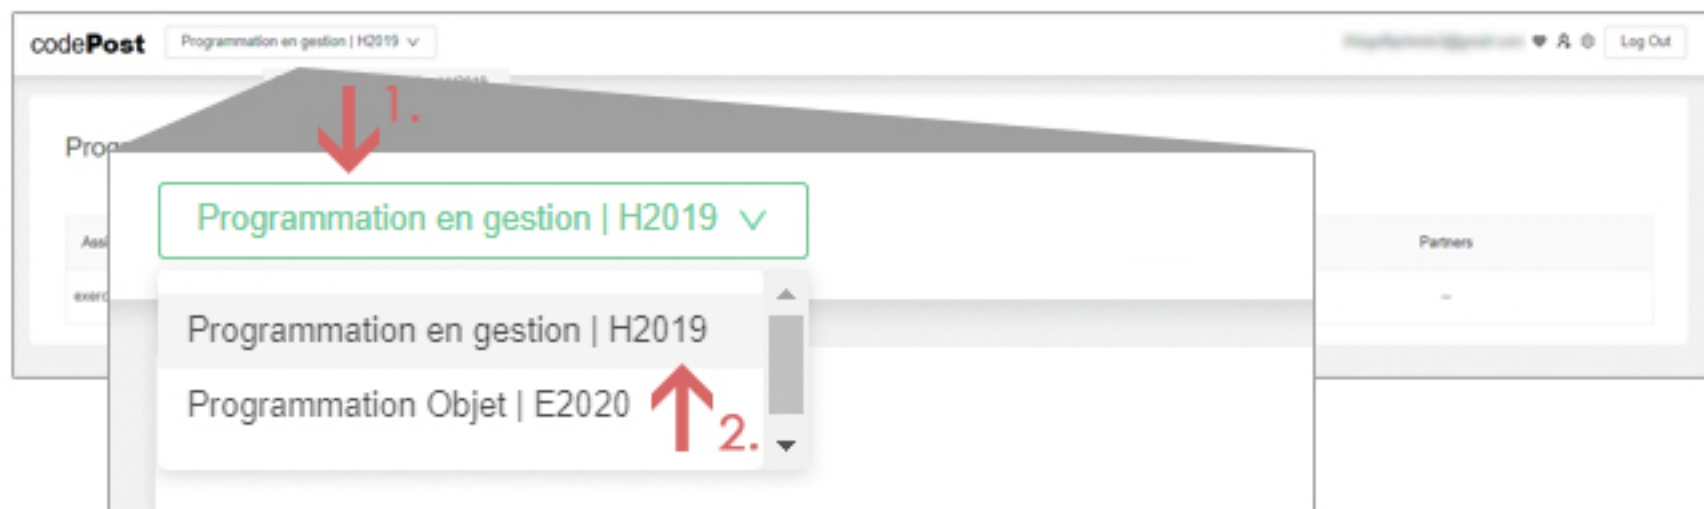 codePost
Programmation en gestion | H2019
Log Out
1.
Programmation en gestion | H2019
Partners
--
Programmation en gestion | H2019
Programmation Objet | E2020
2.